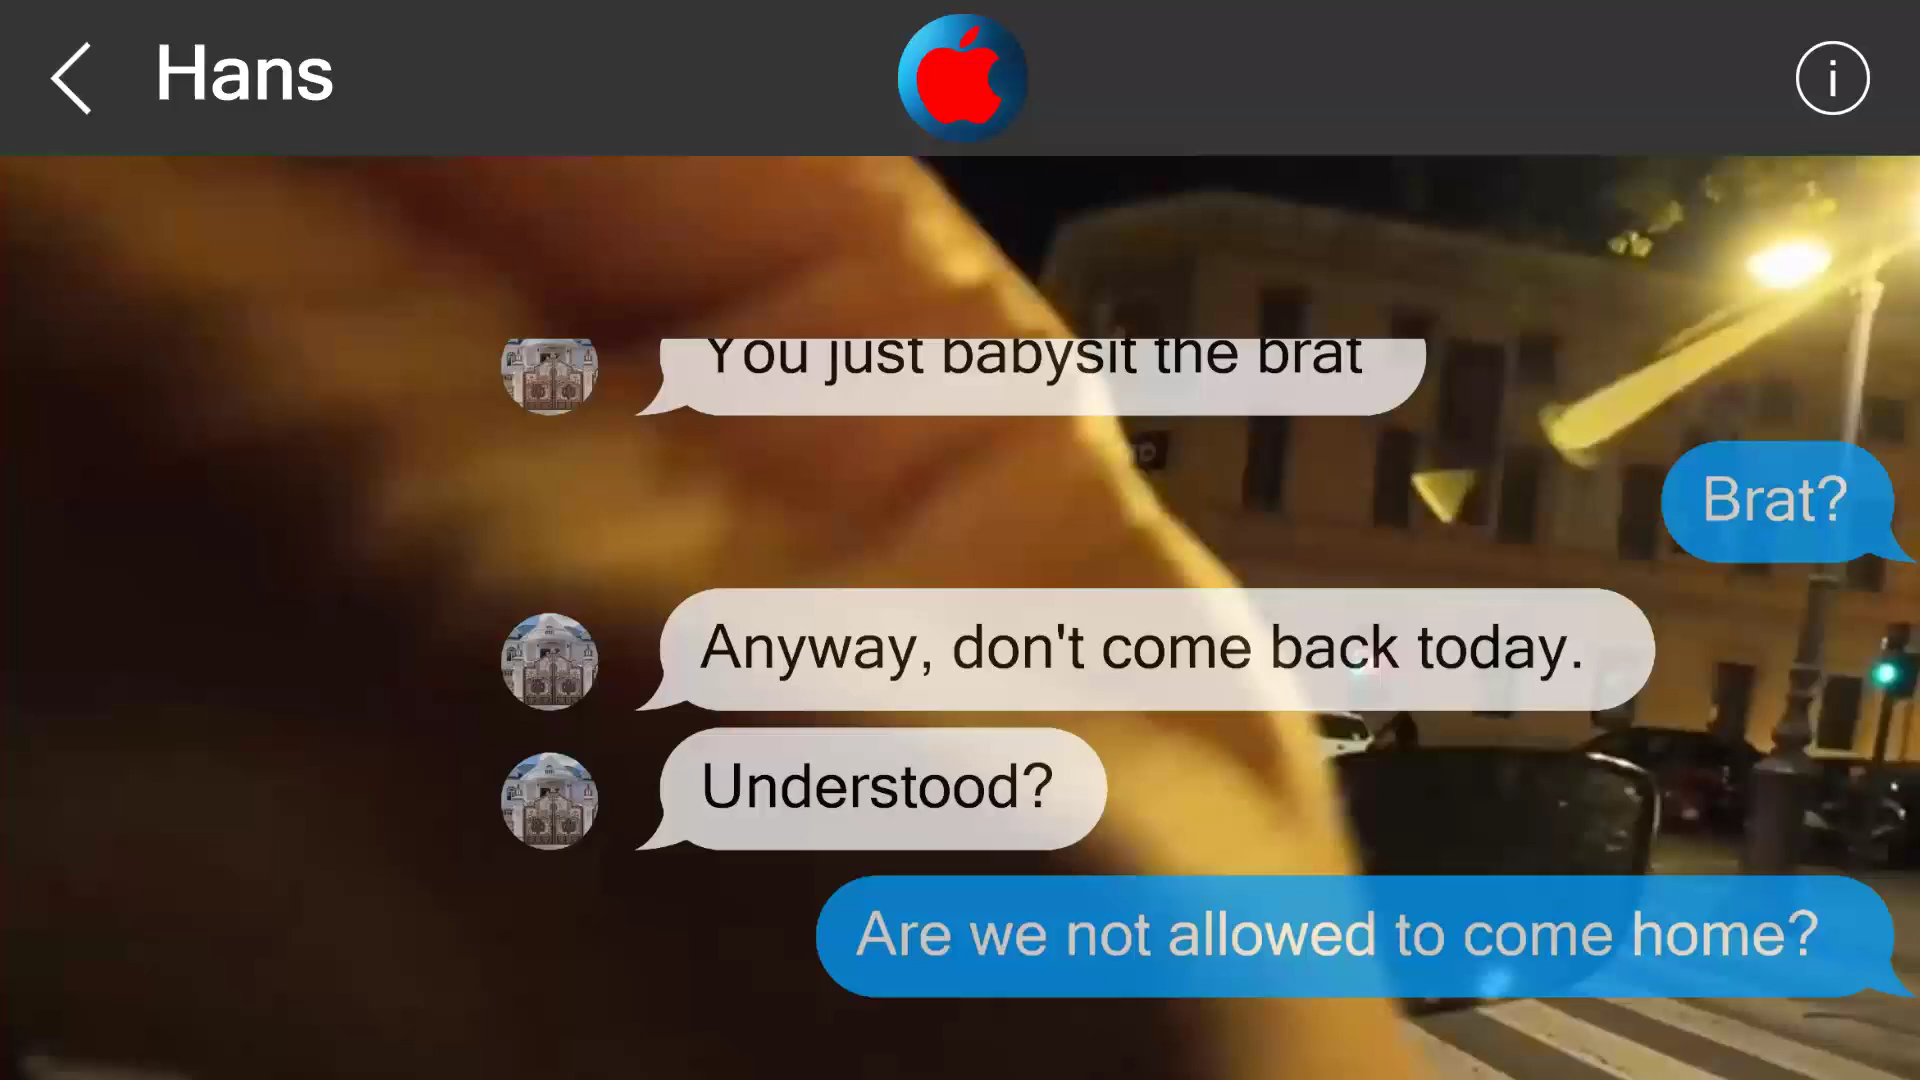 Hans
i
You just babysit the brat
Brat?
Anyway, don't come back today.
Understood?
Are we not allowed to come home?